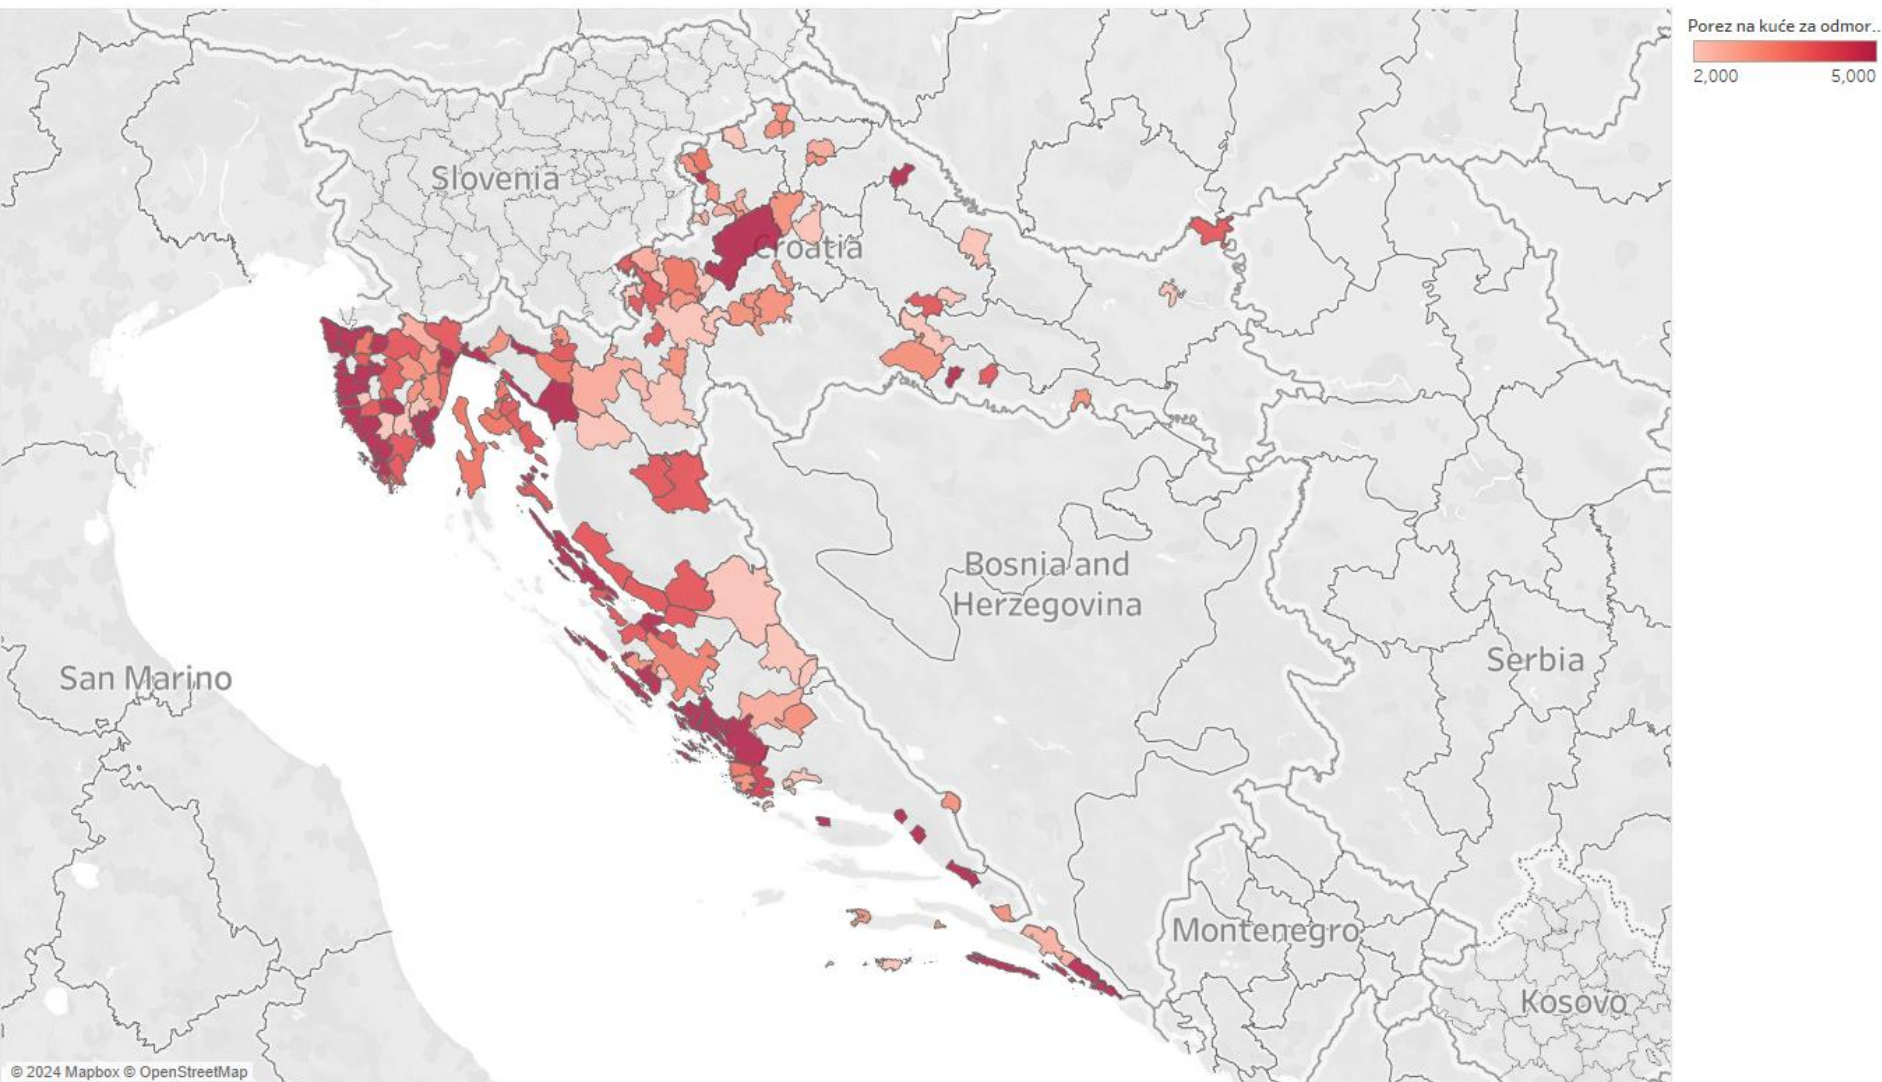 Porez na kuće za odmor..
2,000 5,000
Slovenia
Croatia
Bosnia and
Herzegovina
San Marino
Serbia
Montenegro
Kosovo
© 2024 Mapbox © OpenStreetMap